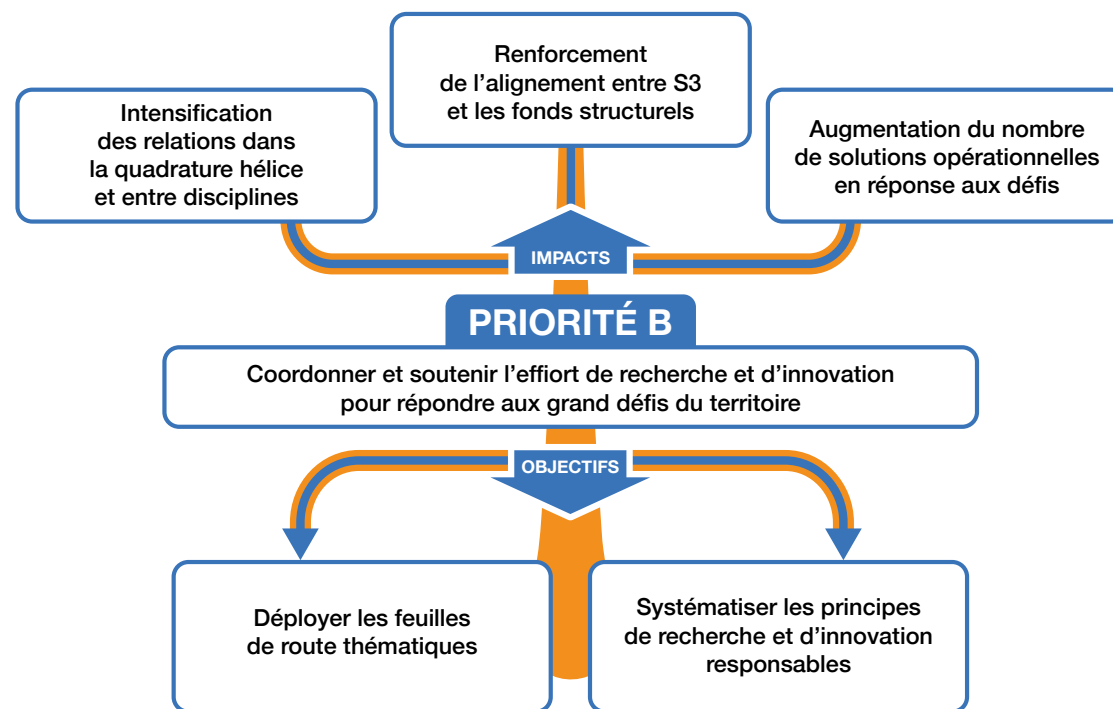 Renforcement
de l'alignement entre S3
et les fonds structurels
Intensification
des relations dans
la quadrature hélice
et entre disciplines
Augmentation du nombre
de solutions opérationnelles
en réponse aux défis
IMPACTS
PRIORITÉ B
Coordonner et soutenir l'effiort de recherche et d'innovation
pour répondre aux grand défis du territoire
OBJECTIFS
Déployer les feuilles
de route thématiques
Systématiser les principes
de recherche et d'innovation
responsables